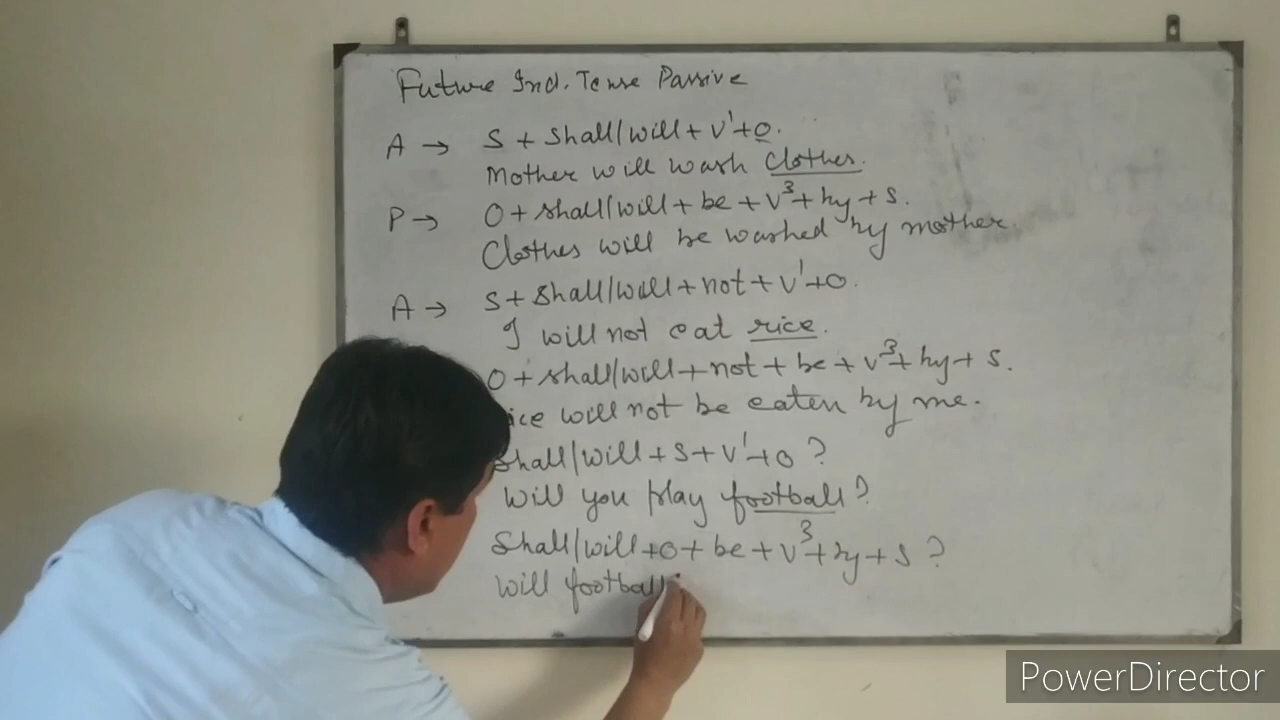 Future Ind. Tense Passive
A → S + shall/will + V¹ + O.
Mother will wash clothes.
P → O + shall/will + be + V³ + by + S.
Clothes will be washed by mother.
A → S + shall/will + not + V¹ + O.
I will not eat rice.
O + shall/will + not + be + V³ + by + S.
ice will not be eaten by me.
Shall/will + S + V¹ + O ?
Will you play football ?
Shall/will + O + be + V³ + by + S ?
Will football
PowerDirector